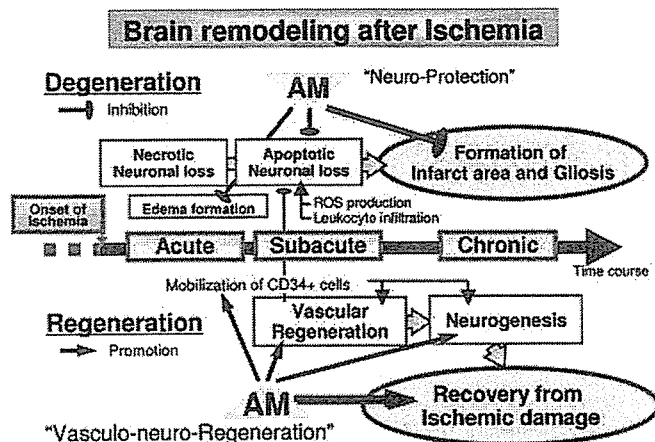 Brain remodeling after Ischemia
Degeneration
Inhibition
AM
"Neuro-Protection"
Necrotic
Neuronal loss
Apoptotic
Neuronal loss
Formation of
Infarct area and Gliosis
Edema formation
ROS production
Leukocyte infiltration
Onset of
Ischemia
Acute
Subacute
Chronic
Time course
Mobilization of CD34+ cells
Regeneration
Promotion
Vascular
Regeneration
Neurogenesis
AM
"Vasculo-neuro-Regeneration"
Recovery from
Ischemic damage